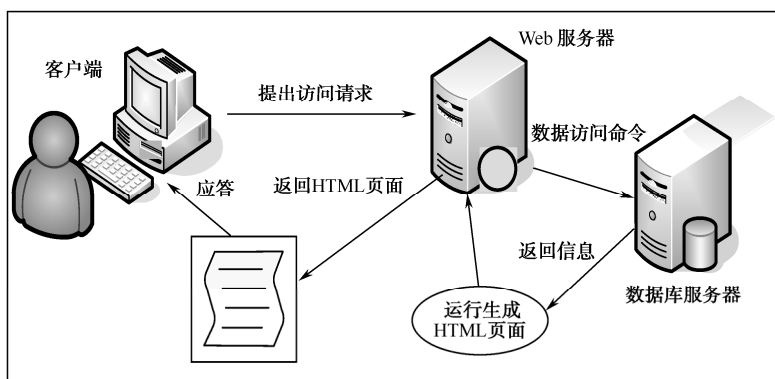 Web 服务器
客户端
提出访问请求
数据访问命令
应答
返回HTML页面
返回信息
数据库服务器
运行生成
HTML页面